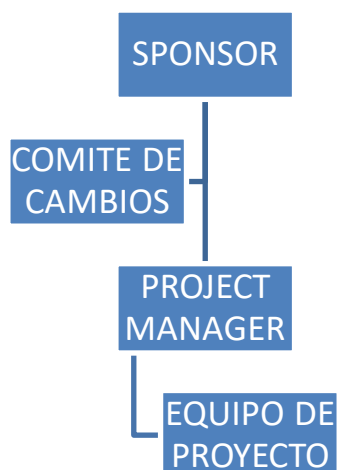 SPONSOR
COMITE DE
CAMBIOS
PROJECT
MANAGER
EQUIPO DE
PROYECTO